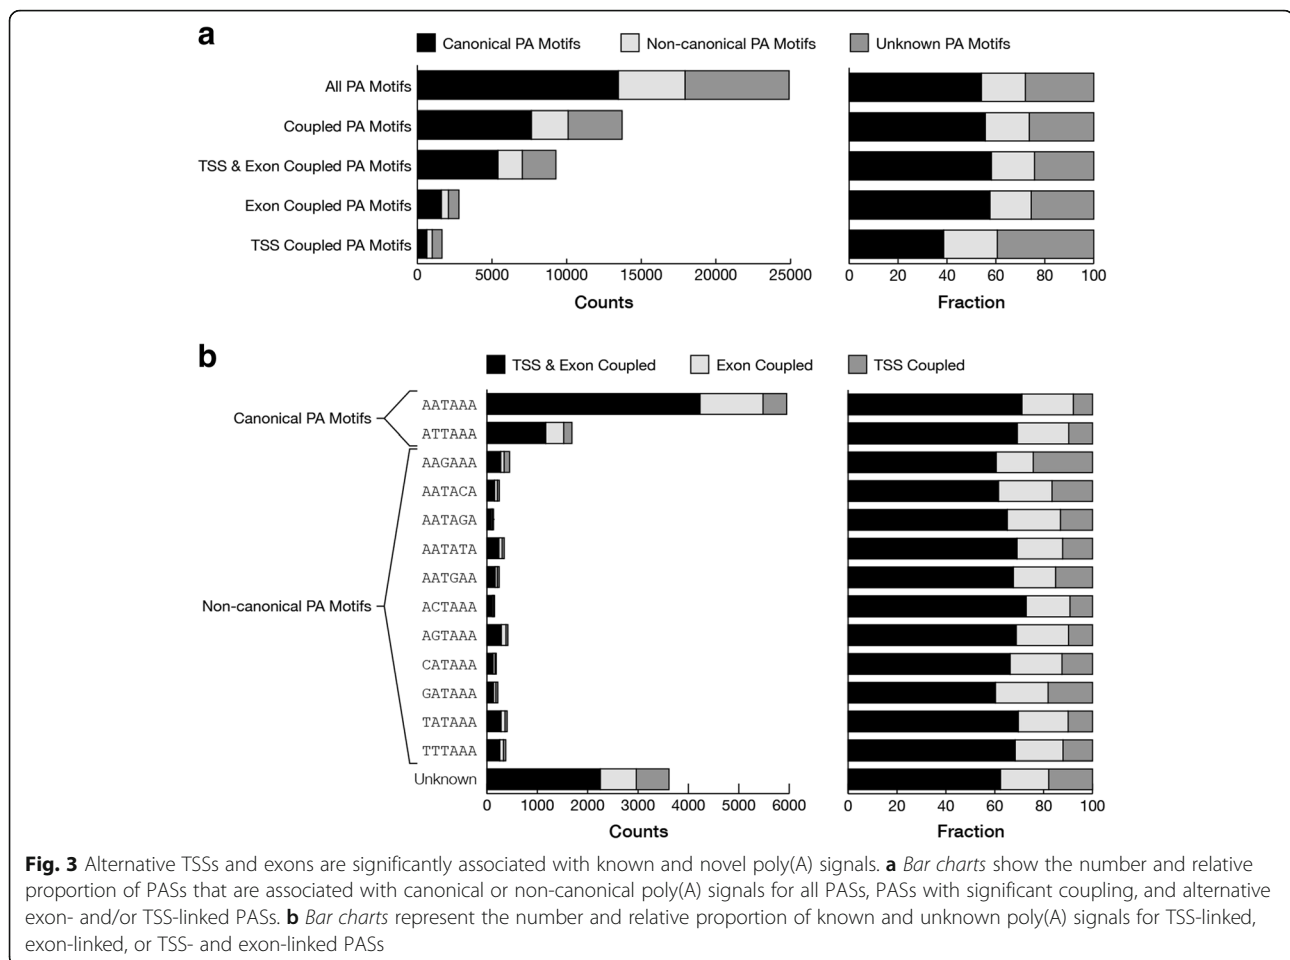 a
Canonical PA Motifs Non-canonical PA Motifs Unknown PA Motifs
All PA Motifs
Coupled PA Motifs
TSS & Exon Coupled PA Motifs
Exon Coupled PA Motifs
TSS Coupled PA Motifs
0 5000 10000 15000 20000 25000
Counts
0 20 40 60 80 100
Fraction
b
TSS & Exon Coupled Exon Coupled TSS Coupled
Canonical PA Motifs
AATAAA
ATTAAA
Non-canonical PA Motifs
AAGAAA
AATACA
AATAGA
AATATA
AATGAA
ACTAAA
AGTAAA
CATAAA
GATAAA
TATAAA
TTTAAA
Unknown
0 1000 2000 3000 4000 5000 6000
Counts
0 20 40 60 80 100
Fraction
Fig. 3 Alternative TSSs and exons are significantly associated with known and novel poly(A) signals. a Bar charts show the number and relative
proportion of PASs that are associated with canonical or non-canonical poly(A) signals for all PASs, PASs with significant coupling, and alternative
exon- and/or TSS-linked PASs. b Bar charts represent the number and relative proportion of known and unknown poly(A) signals for TSS-linked,
exon-linked, or TSS- and exon-linked PASs